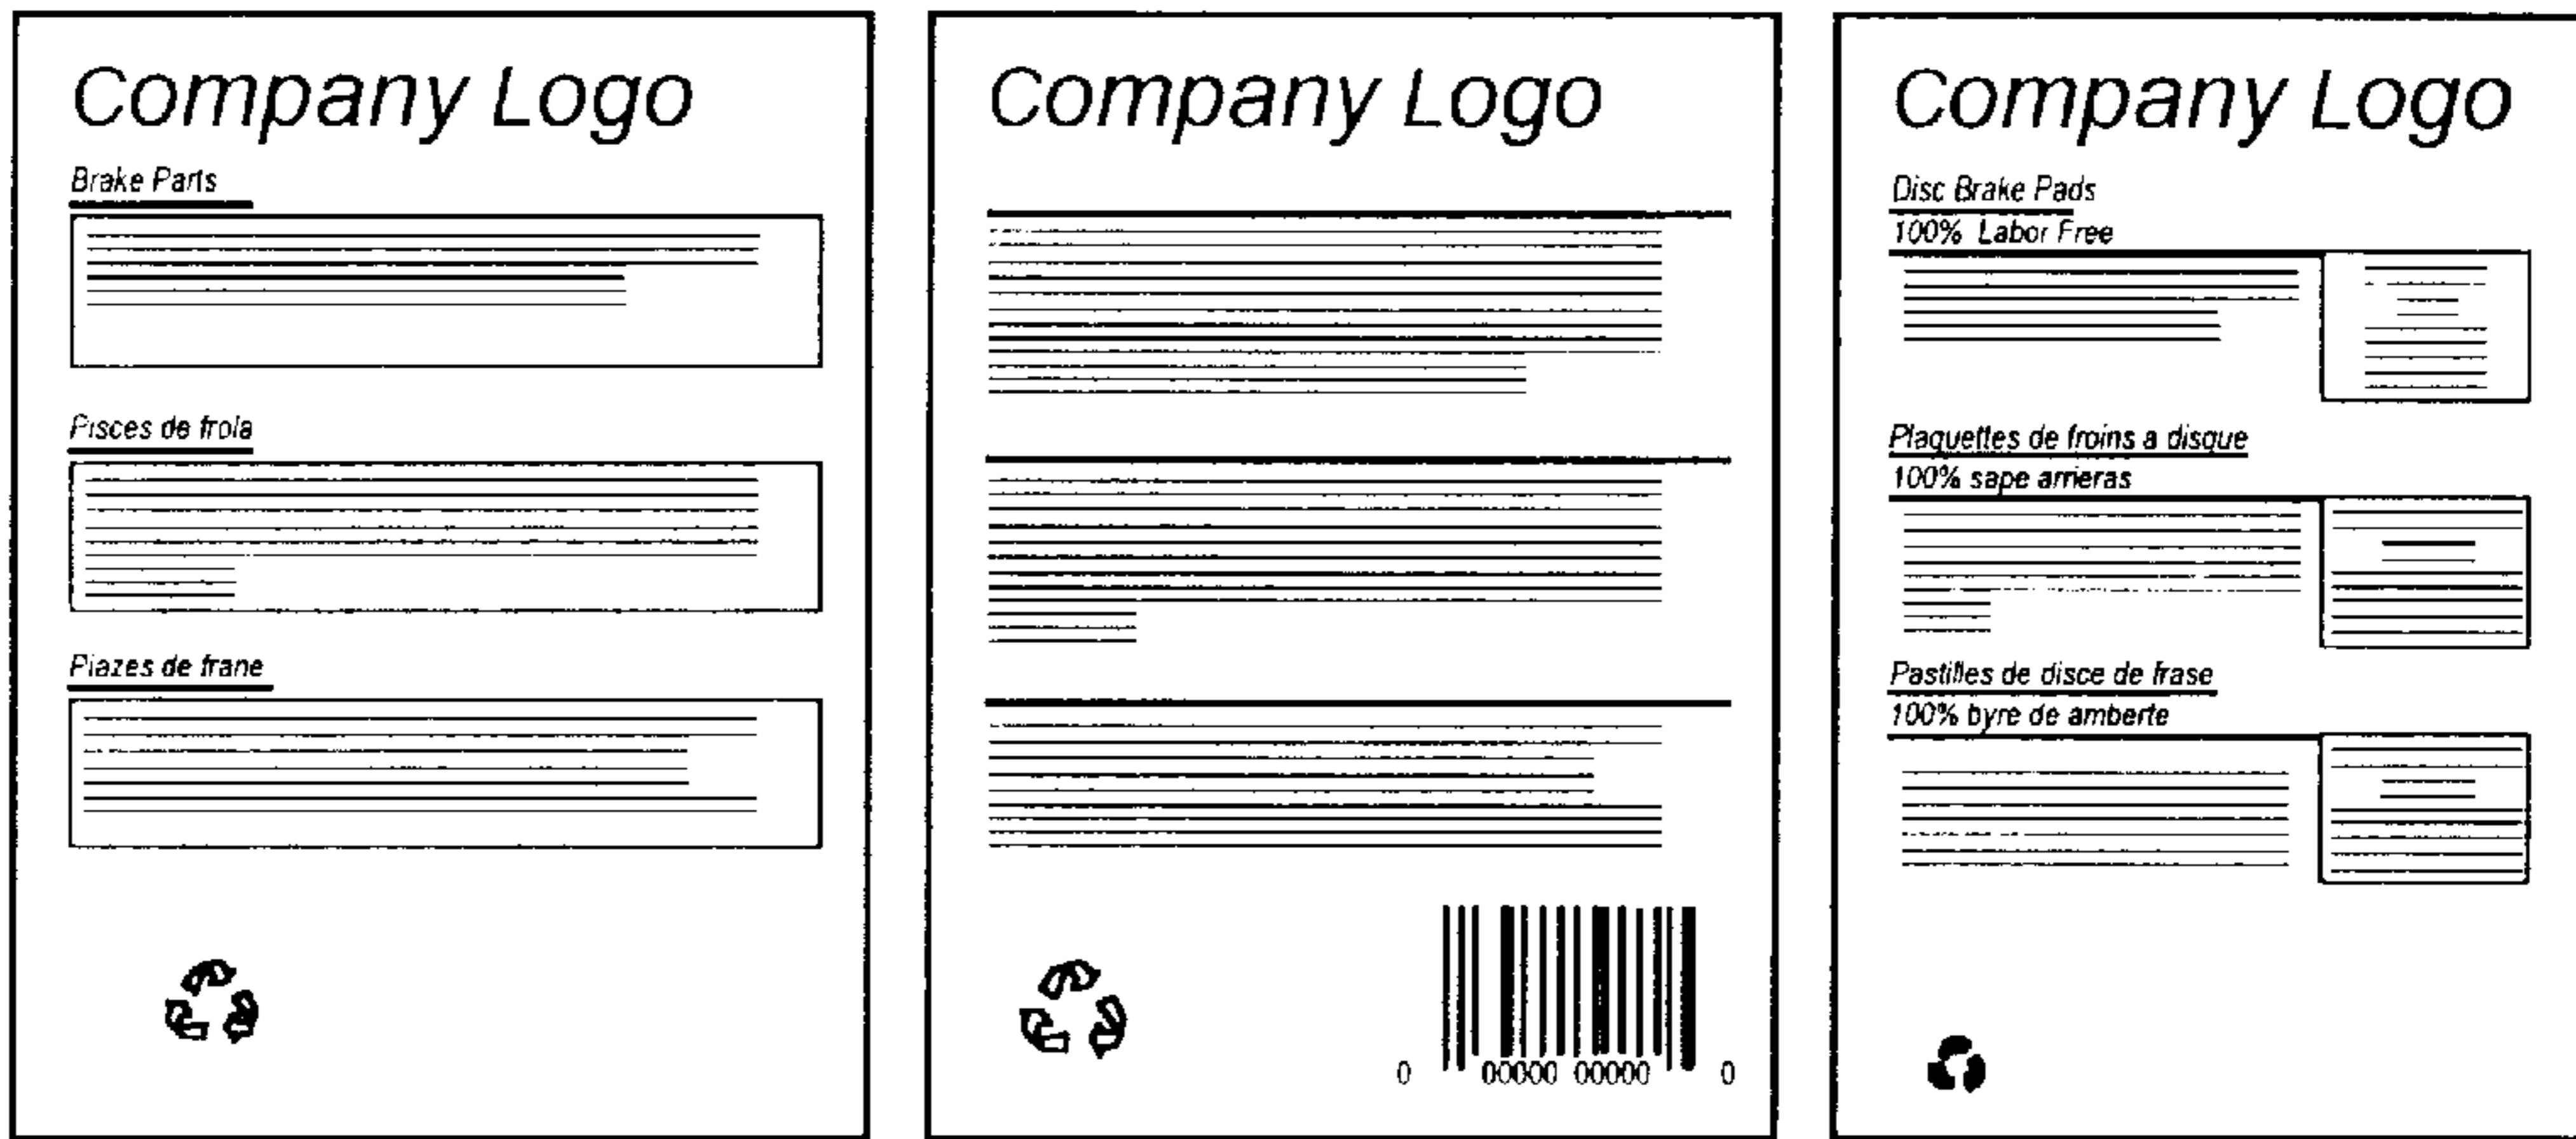 Company Logo
Brake Parts
Pisces de frola
Piazes de frane
Company Logo
0 00000 00000 0
Company Logo
Disc Brake Pads
100% Labor Free
Plaquettes de froins a disque
100% sape arrieras
Pastilles de disce de frase
100% byre de amberte